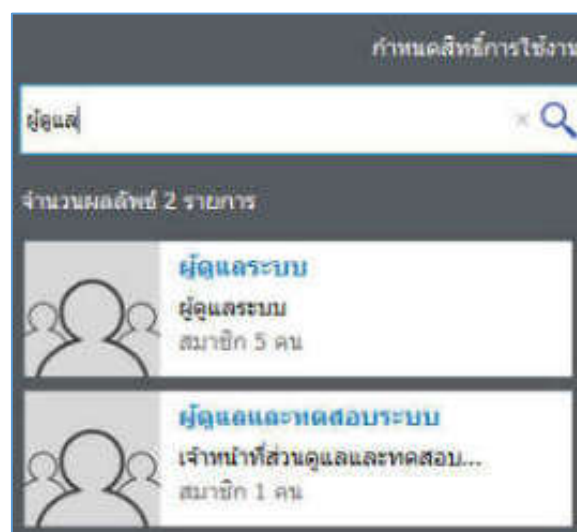 กำหนดสิทธิ์การใช้งาน
ผู้ดูแล
จำนวนผลลัพธ์ 2 รายการ
ผู้ดูแลระบบ
ผู้ดูแลระบบ
สมาชิก 5 คน
ผู้ดูแลและทดสอบระบบ
เจ้าหน้าที่ส่วนดูแลและทดสอบ...
สมาชิก 1 คน